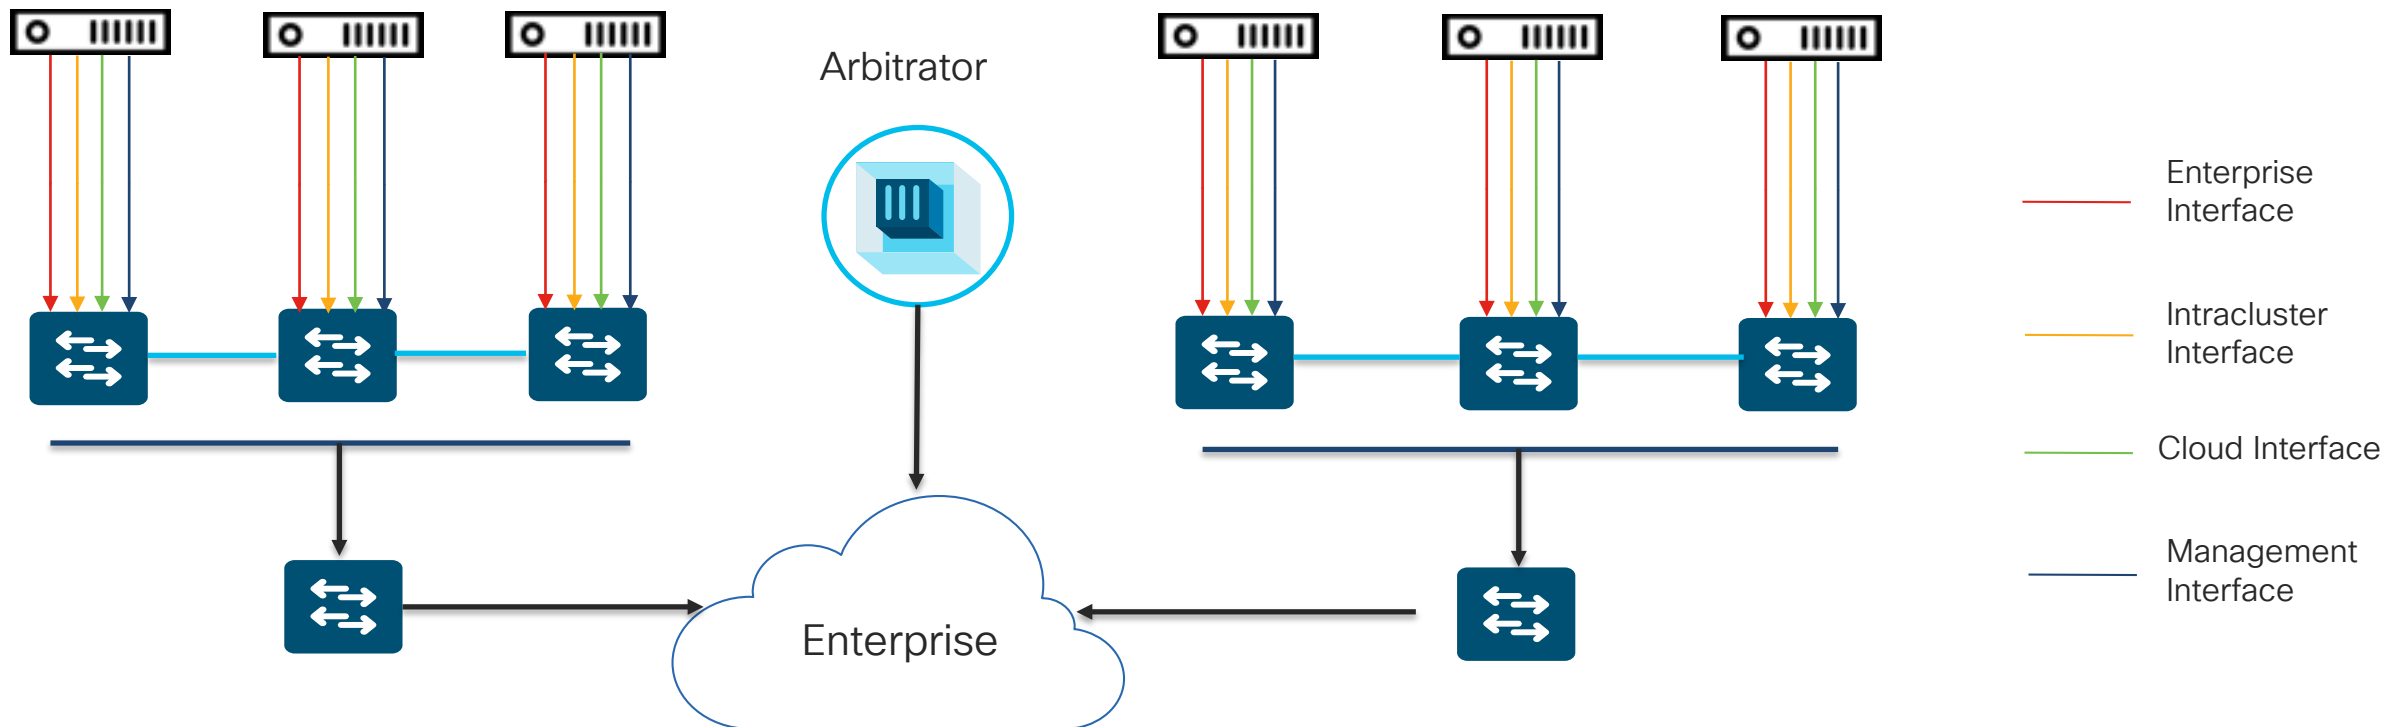 Arbitrator
Enterprise
Enterprise
Interface
Intracluster
Interface
Cloud Interface
Management
Interface